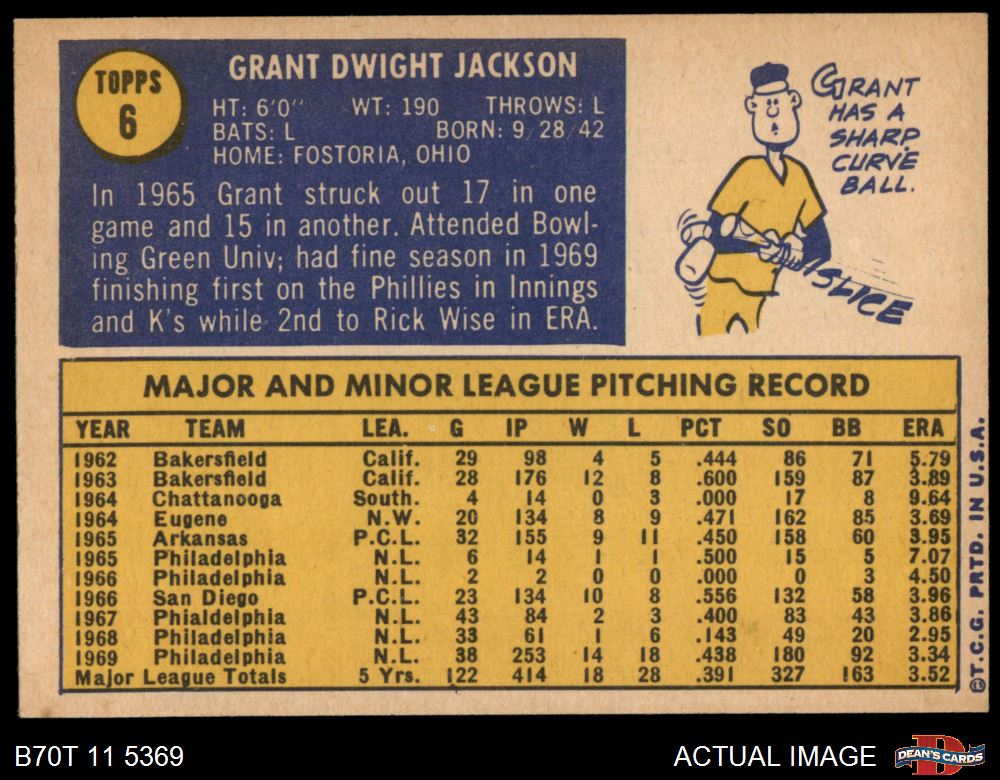 TOPPS
6
GRANT DWIGHT JACKSON
HT: 6'0" WT: 190 THROWS: L
BATS: L BORN: 9/28/42
HOME: FOSTORIA, OHIO
In 1965 Grant struck out 17 in one
game and 15 in another. Attended Bowl-
ing Green Univ; had fine season in 1969
finishing first on the Phillies in Innings
and K's while 2nd to Rick Wise in ERA.
GRANT
HAS A
SHARP
CURVE
BALL.
SLICE
MAJOR AND MINOR LEAGUE PITCHING RECORD
YEAR TEAM LEA. G IP W L PCT SO BB ERA
1962 Bakersfield Calif. 29 98 4 5 .444 86 71 5.79
1963 Bakersfield Calif. 28 176 12 8 .600 159 87 3.89
1964 Chattanooga South. 4 14 0 3 .000 17 8 9.64
1964 Eugene N.W. 20 134 8 9 .471 162 85 3.69
1965 Arkansas P.C.L. 32 155 9 11 .450 158 60 3.95
1965 Philadelphia N.L. 6 14 1 1 .500 15 5 7.07
1966 Philadelphia N.L. 2 2 0 0 .000 0 3 4.50
1966 San Diego P.C.L. 23 134 10 8 .556 132 58 3.96
1967 Phialdelphia N.L. 43 84 2 3 .400 83 43 3.86
1968 Philadelphia N.L. 33 61 1 6 .143 49 20 2.95
1969 Philadelphia N.L. 38 253 14 18 .438 180 92 3.34
Major League Totals 5 Yrs. 122 414 18 28 .391 327 163 3.52
©T.C.G. PRTD. IN U.S.A.
B70T 11 5369
ACTUAL IMAGE
DEAN'S CARDS